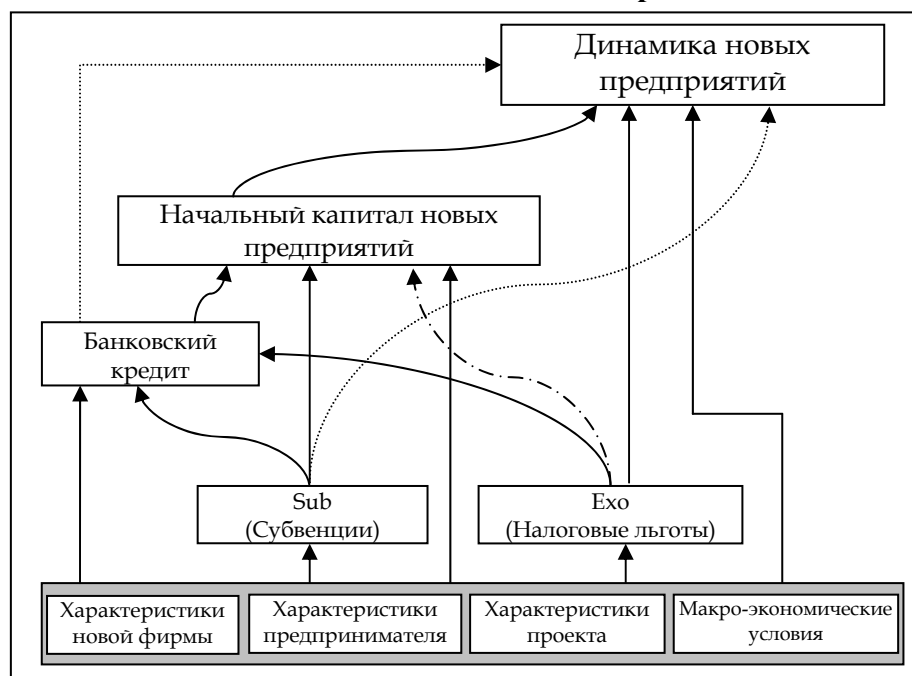 Динамика новых
предприятий
Начальный капитал новых
предприятий
Банковский
кредит
Sub
(Субвенции)
Exo
(Налоговые льготы)
Характеристики
новой фирмы
Характеристики
предпринимателя
Характеристики
проекта
Макро-экономические
условия